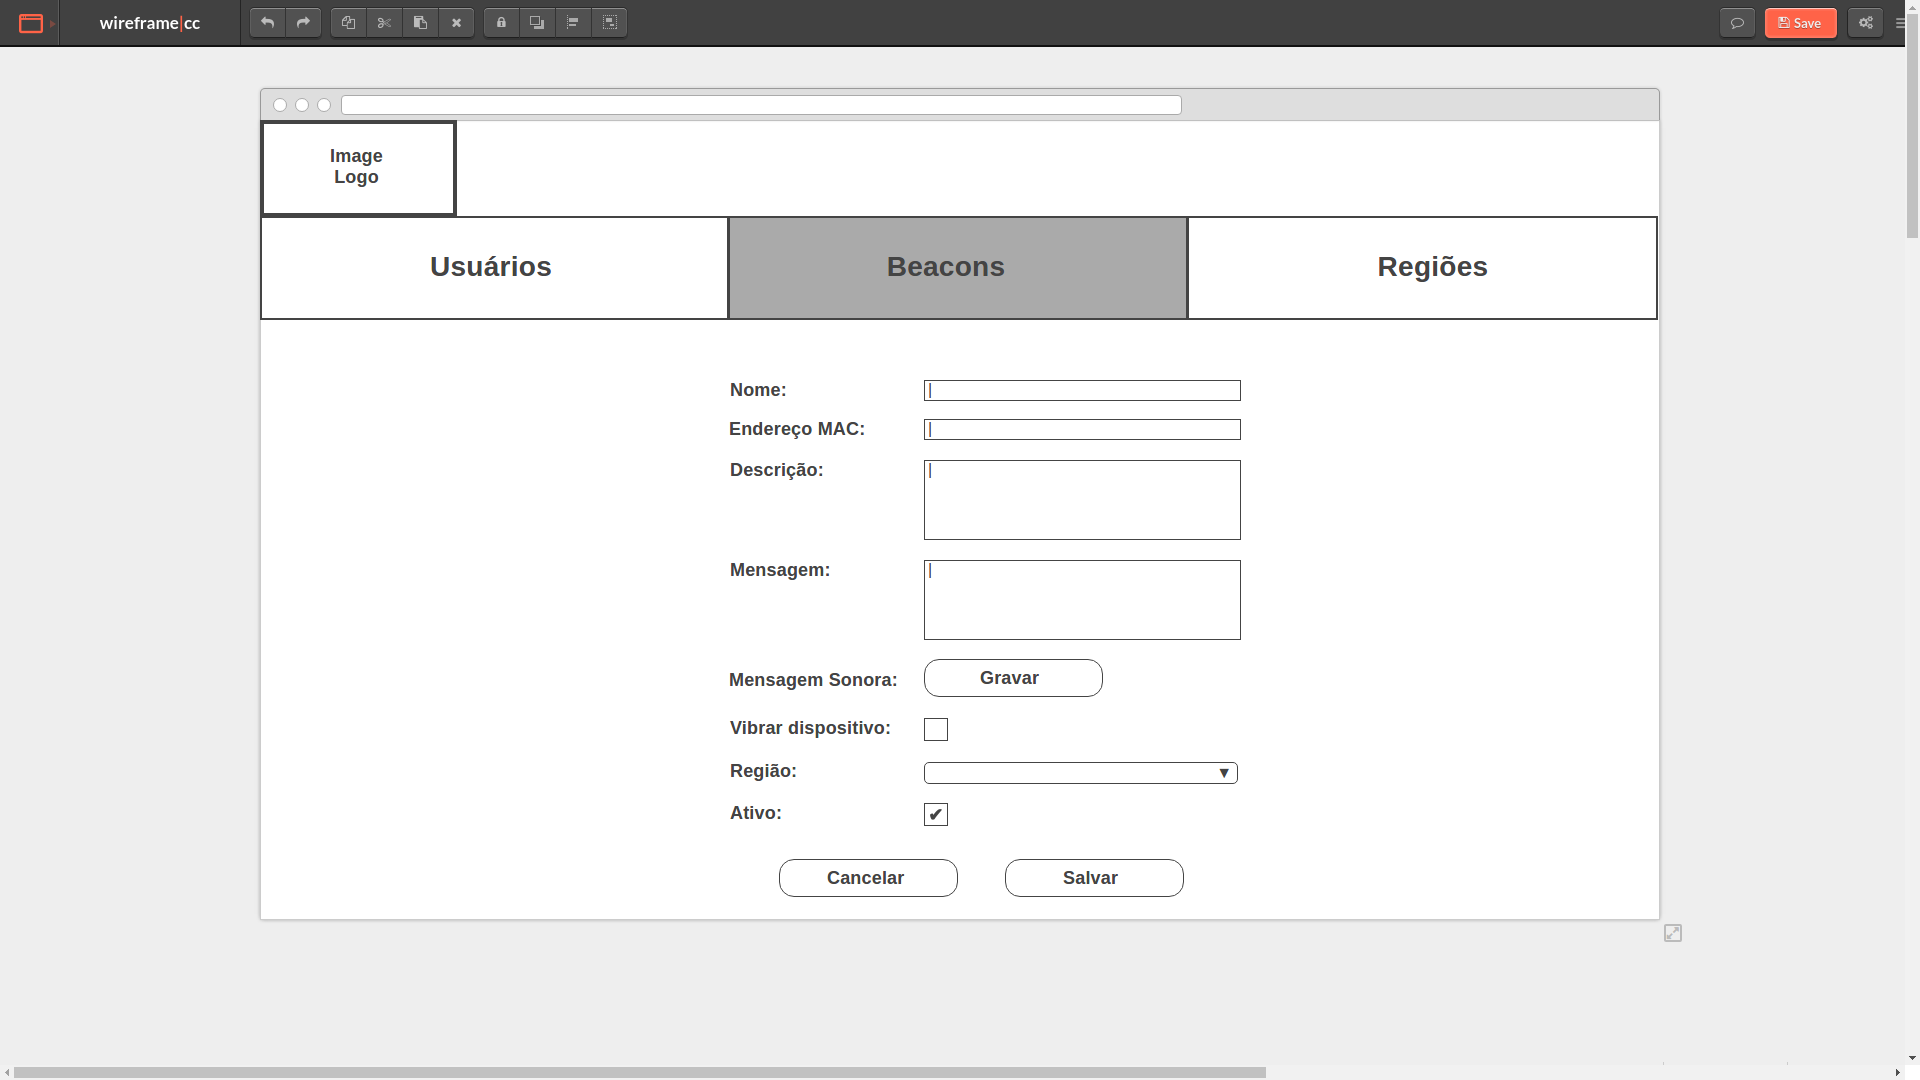 wireframe|cc
Save
Image
Logo
Usuários
Beacons
Regiões
Nome:
Endereço MAC:
Descrição:
Mensagem:
Mensagem Sonora:
Gravar
Vibrar dispositivo:
Região:
Ativo:
Cancelar
Salvar